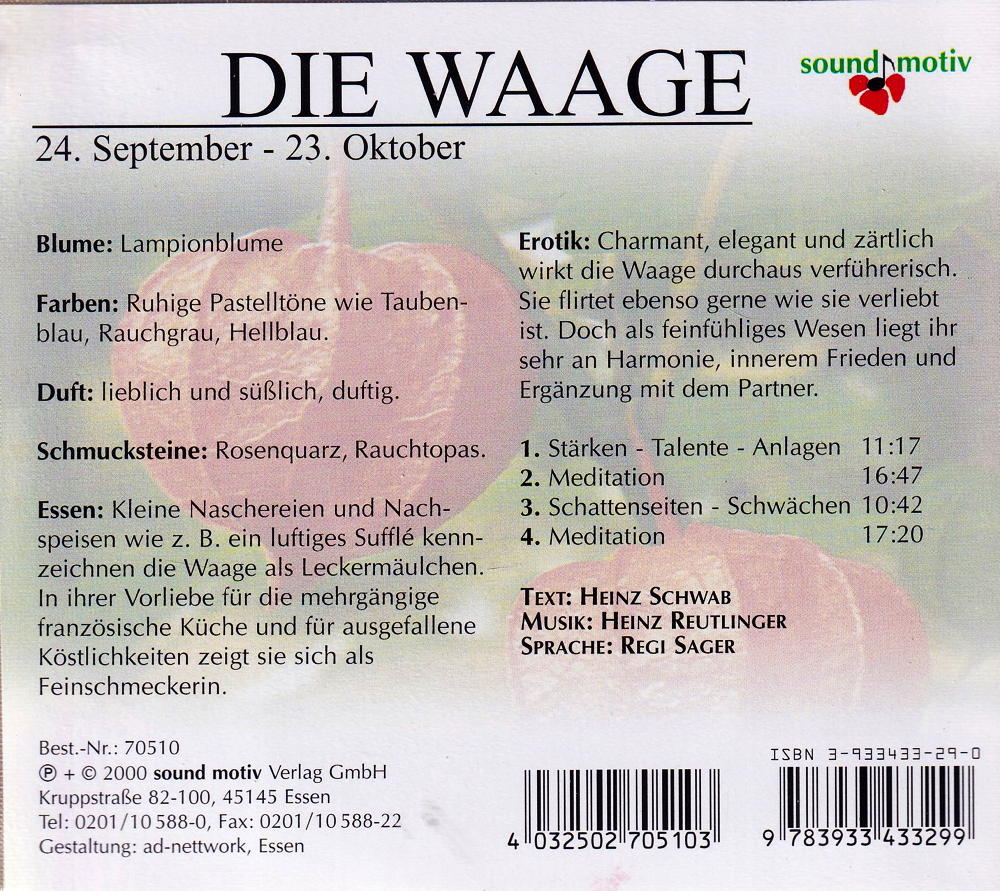 DIE WAAGE
sound motiv
24. September - 23. Oktober
Blume: Lampionblume
Farben: Ruhige Pastelltöne wie Tauben-
blau, Rauchgrau, Hellblau.
Duft: lieblich und süßlich, duftig.
Schmucksteine: Rosenquarz, Rauchtopas.
Essen: Kleine Naschereien und Nach-
speisen wie z. B. ein luftiges Sufflé kenn-
zeichnen die Waage als Leckermäulchen.
In ihrer Vorliebe für die mehrgängige
französische Küche und für ausgefallene
Köstlichkeiten zeigt sie sich als
Feinschmeckerin.
Erotik: Charmant, elegant und zärtlich
wirkt die Waage durchaus verführerisch.
Sie flirtet ebenso gerne wie sie verliebt
ist. Doch als feinfühliges Wesen liegt ihr
sehr an Harmonie, innerem Frieden und
Ergänzung mit dem Partner.
1. Stärken - Talente - Anlagen 11:17
2. Meditation 16:47
3. Schattenseiten - Schwächen 10:42
4. Meditation 17:20
TEXT: HEINZ SCHWAB
MUSIK: HEINZ REUTLINGER
SPRACHE: REGI SAGER
Best.-Nr.: 70510
℗ + © 2000 sound motiv Verlag GmbH
Kruppstraße 82-100, 45145 Essen
Tel: 0201/10 588-0, Fax: 0201/10 588-22
Gestaltung: ad-nettwork, Essen
4 032502 705103
ISBN 3-933433-29-0
9 783933 433299